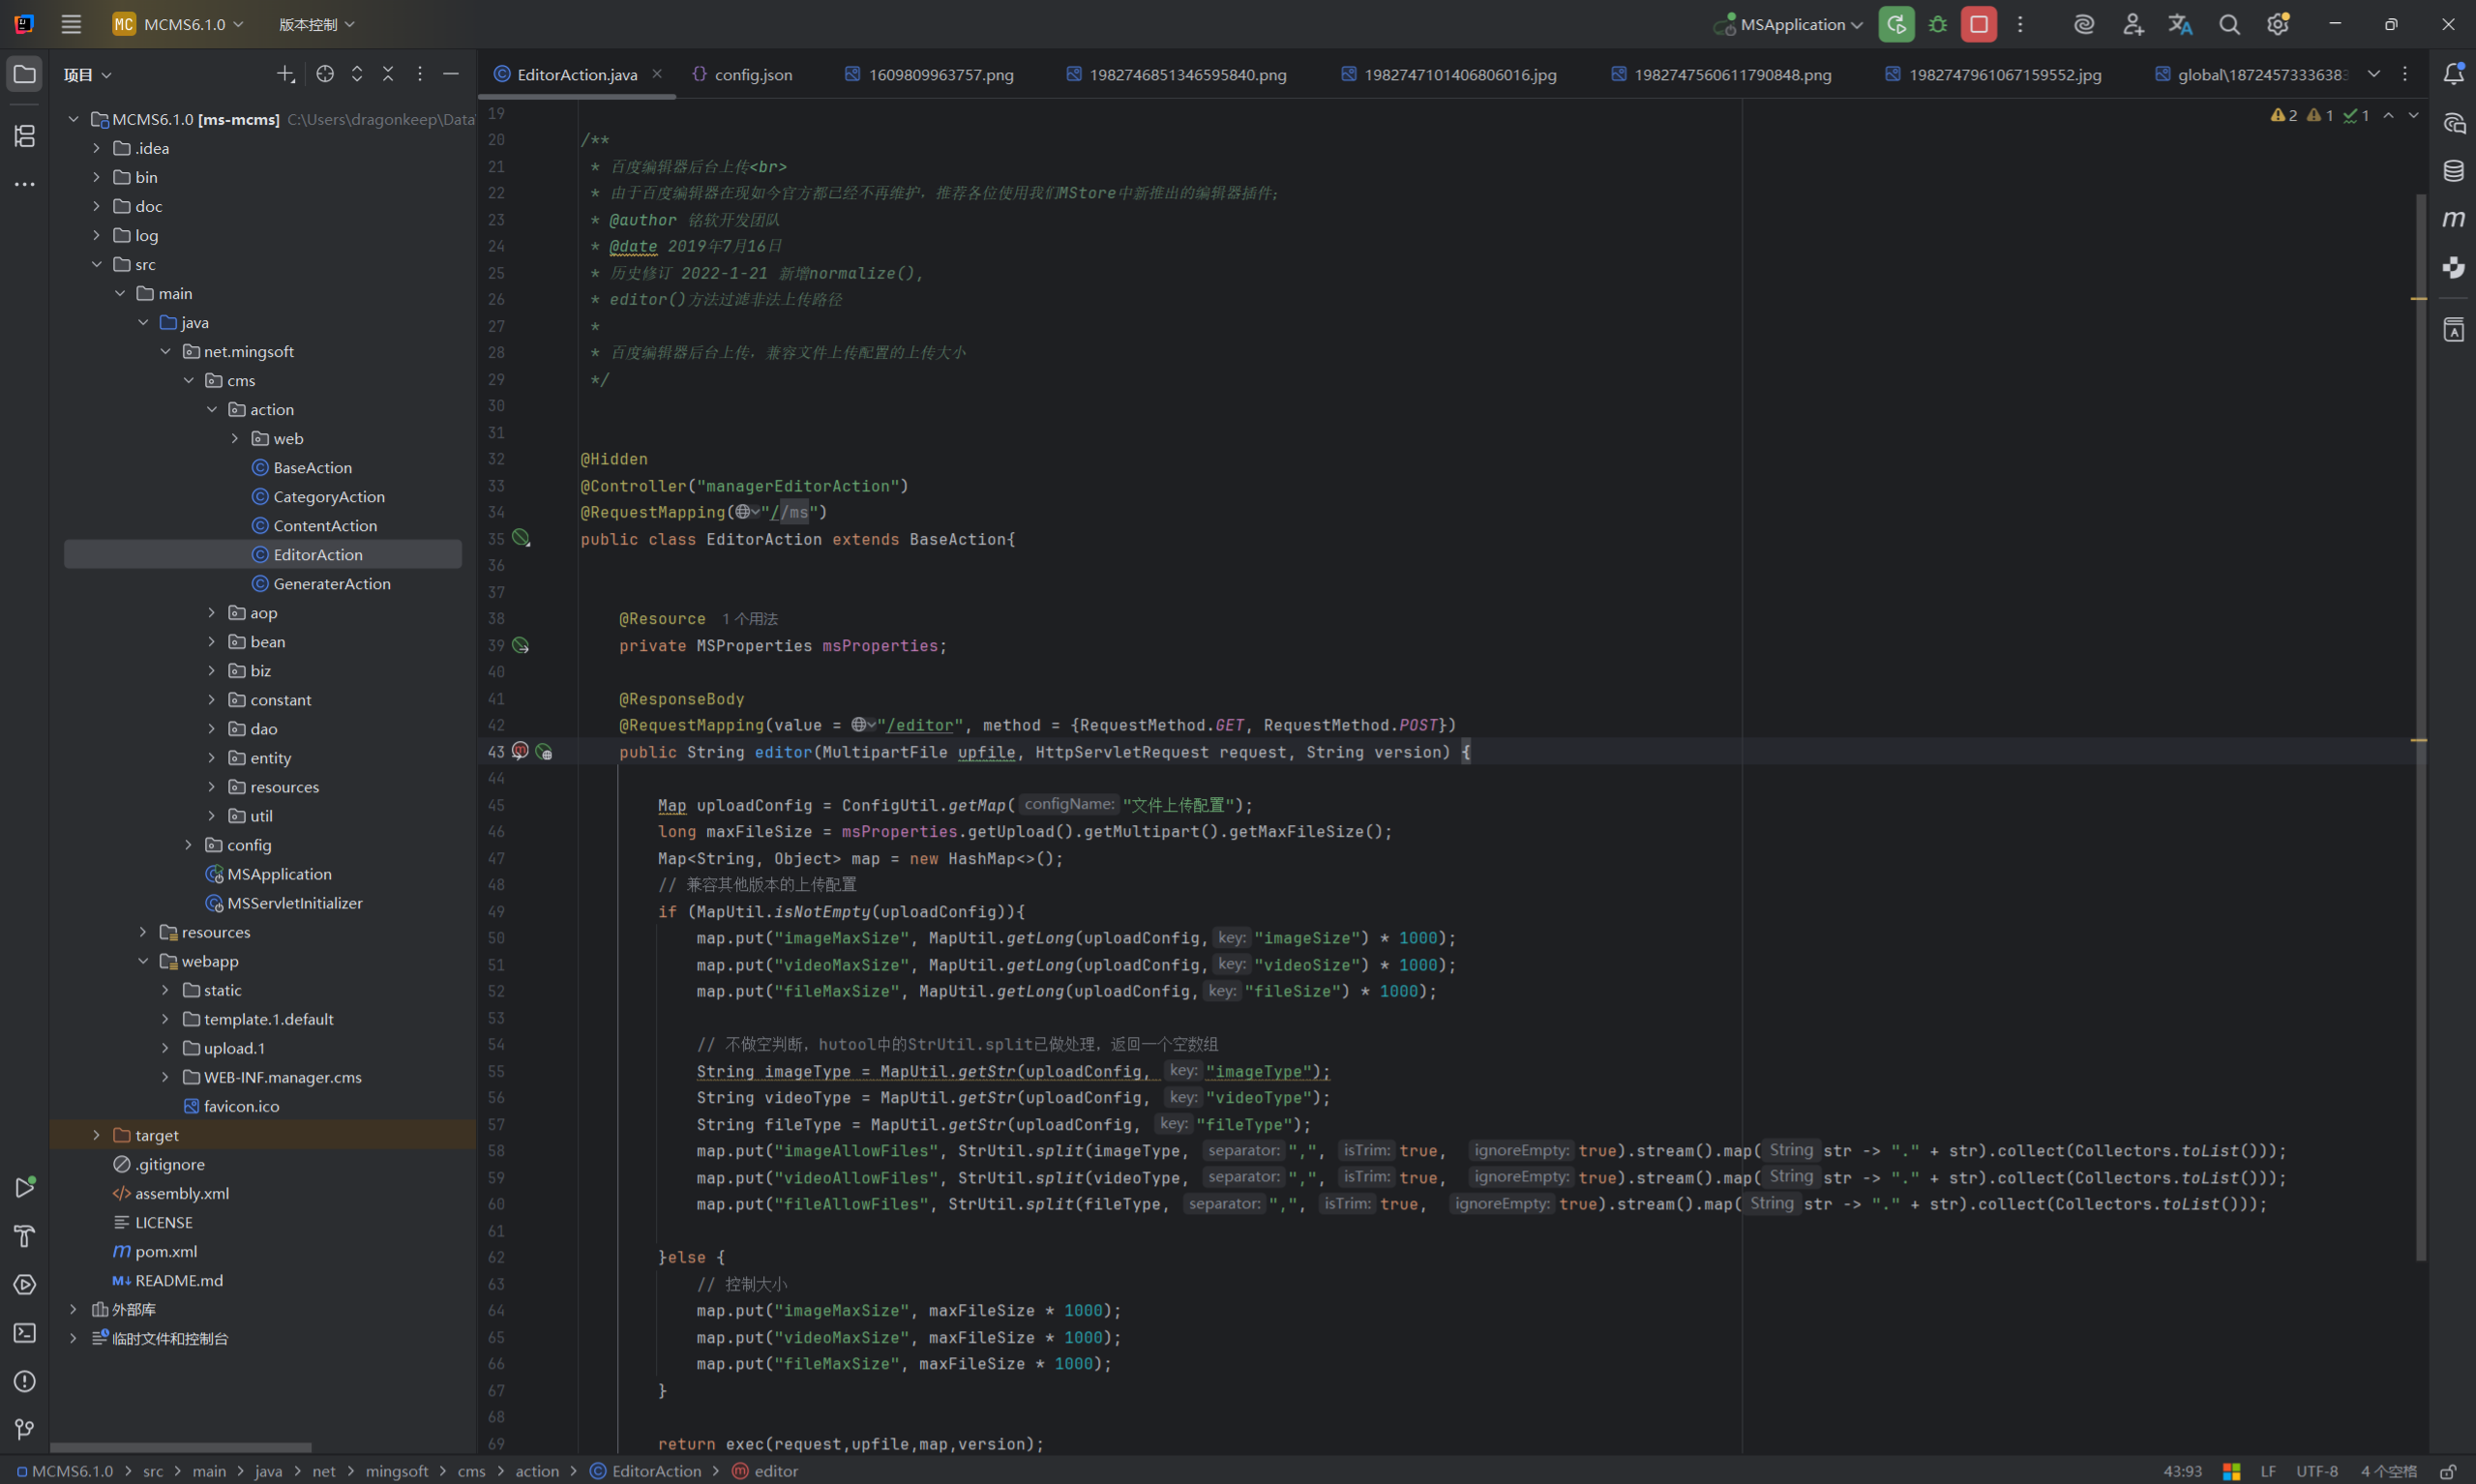 MC MCMS6.1.0 版本控制 MSApplication
项目
EditorAction.java config.json 1609809963757.png 1982746851346595840.png 1982747101406806016.jpg 1982747560611790848.png 1982747961067159552.jpg global\1872457333638
MCMS6.1.0 [ms-mcms] C:\Users\dragonkeep\Data
.idea
bin
doc
log
src
main
java
net.mingsoft
cms
action
web
BaseAction
CategoryAction
ContentAction
EditorAction
GeneraterAction
aop
bean
biz
constant
dao
entity
resources
util
config
MSApplication
MSServletInitializer
resources
webapp
static
template.1.default
upload.1
WEB-INF.manager.cms
favicon.ico
target
.gitignore
assembly.xml
LICENSE
pom.xml
README.md
外部库
临时文件和控制台
2 1 1
19
20 /**
21 * 百度编辑器后台上传<br>
22 * 由于百度编辑器在现如今官方都已经不再维护，推荐各位使用我们MStore中新推出的编辑器插件；
23 * @author 铭软开发团队
24 * @date 2019年7月16日
25 * 历史修订 2022-1-21 新增normalize(),
26 * editor()方法过滤非法上传路径
27 *
28 * 百度编辑器后台上传，兼容文件上传配置的上传大小
29 */
30
31
32 @Hidden
33 @Controller("managerEditorAction")
34 @RequestMapping("//ms")
35 public class EditorAction extends BaseAction{
36
37
38 @Resource 1 个用法
39 private MSProperties msProperties;
40
41 @ResponseBody
42 @RequestMapping(value = "/editor", method = {RequestMethod.GET, RequestMethod.POST})
43 public String editor(MultipartFile upfile, HttpServletRequest request, String version) {
44
45 Map uploadConfig = ConfigUtil.getMap( configName: "文件上传配置");
46 long maxFileSize = msProperties.getUpload().getMultipart().getMaxFileSize();
47 Map<String, Object> map = new HashMap<>();
48 // 兼容其他版本的上传配置
49 if (MapUtil.isNotEmpty(uploadConfig)){
50 map.put("imageMaxSize", MapUtil.getLong(uploadConfig, key: "imageSize") * 1000);
51 map.put("videoMaxSize", MapUtil.getLong(uploadConfig, key: "videoSize") * 1000);
52 map.put("fileMaxSize", MapUtil.getLong(uploadConfig, key: "fileSize") * 1000);
53
54 // 不做空判断，hutool中的StrUtil.split已做处理，返回一个空数组
55 String imageType = MapUtil.getStr(uploadConfig, key: "imageType");
56 String videoType = MapUtil.getStr(uploadConfig, key: "videoType");
57 String fileType = MapUtil.getStr(uploadConfig, key: "fileType");
58 map.put("imageAllowFiles", StrUtil.split(imageType, separator: ",", isTrim: true, ignoreEmpty: true).stream().map( String str -> "." + str).collect(Collectors.toList()));
59 map.put("videoAllowFiles", StrUtil.split(videoType, separator: ",", isTrim: true, ignoreEmpty: true).stream().map( String str -> "." + str).collect(Collectors.toList()));
60 map.put("fileAllowFiles", StrUtil.split(fileType, separator: ",", isTrim: true, ignoreEmpty: true).stream().map( String str -> "." + str).collect(Collectors.toList()));
61
62 }else {
63 // 控制大小
64 map.put("imageMaxSize", maxFileSize * 1000);
65 map.put("videoMaxSize", maxFileSize * 1000);
66 map.put("fileMaxSize", maxFileSize * 1000);
67 }
68
69 return exec(request,upfile,map,version);
MCMS6.1.0 > src > main > java > net > mingsoft > cms > action > EditorAction > editor 43:93 LF UTF-8 4 个空格